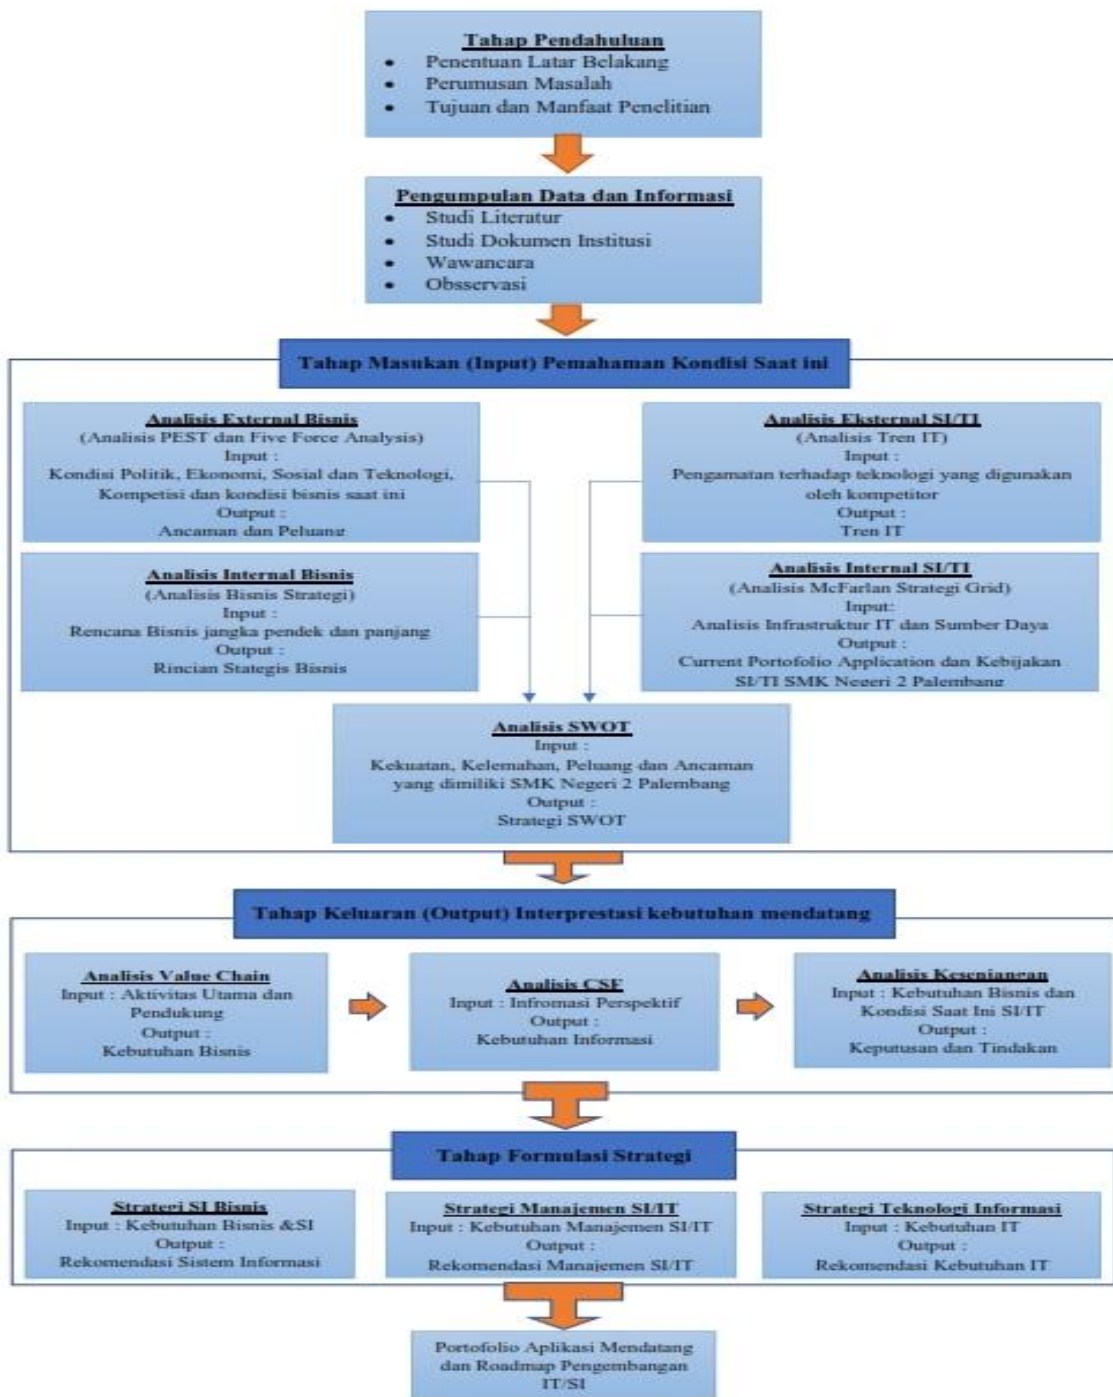 Tahap Pendahuluan
• Penentuan Latar Belakang
• Perumusan Masalah
• Tujuan dan Manfaat Penelitian
Pengumpulan Data dan Informasi
• Studi Literatur
• Studi Dokumen Institusi
• Wawancara
• Obsservasi
Tahap Masukan (Input) Pemahaman Kondisi Saat ini
Analisis External Bisnis
(Analisis PEST dan Five Force Analysis)
Input :
Kondisi Politik, Ekonomi, Sosial dan Teknologi,
Kompetisi dan kondisi bisnis saat ini
Output :
Ancaman dan Peluang
Analisis Eksternal SI/TI
(Analisis Tren IT)
Input :
Pengamatan terhadap teknologi yang digunakan
oleh kompetitor
Output :
Tren IT
Analisis Internal Bisnis
(Analisis Bisnis Strategi)
Input :
Rencana Bisnis jangka pendek dan panjang
Output :
Rincian Stategis Bisnis
Analisis Internal SI/TI
(Analisis McFarlan Strategi Grid)
Input:
Analisis Infrastruktur IT dan Sumber Daya
Output :
Current Portofolio Application dan Kebijakan
SI/TI SMK Negeri 2 Palembang
Analisis SWOT
Input :
Kekuatan, Kelemahan, Peluang dan Ancaman
yang dimiliki SMK Negeri 2 Palembang
Output :
Strategi SWOT
Tahap Keluaran (Output) Interprestasi kebutuhan mendatang
Analisis Value Chain
Input : Aktivitas Utama dan
Pendukung
Output :
Kebutuhan Bisnis
Analisis CSF
Input : Infromasi Perspektif
Output :
Kebutuhan Informasi
Analisis Kesenjangan
Input : Kebutuhan Bisnis dan
Kondisi Saat Ini SI/IT
Output :
Keputusan dan Tindakan
Tahap Formulasi Strategi
Strategi SI Bisnis
Input : Kebutuhan Bisnis &SI
Output :
Rekomendasi Sistem Informasi
Strategi Manajemen SI/IT
Input : Kebutuhan Manajemen SI/IT
Output :
Rekomendasi Manajemen SI/IT
Strategi Teknologi Informasi
Input : Kebutuhan IT
Output :
Rekomendasi Kebutuhan IT
Portofolio Aplikasi Mendatang
dan Roadmap Pengembangan
IT/SI